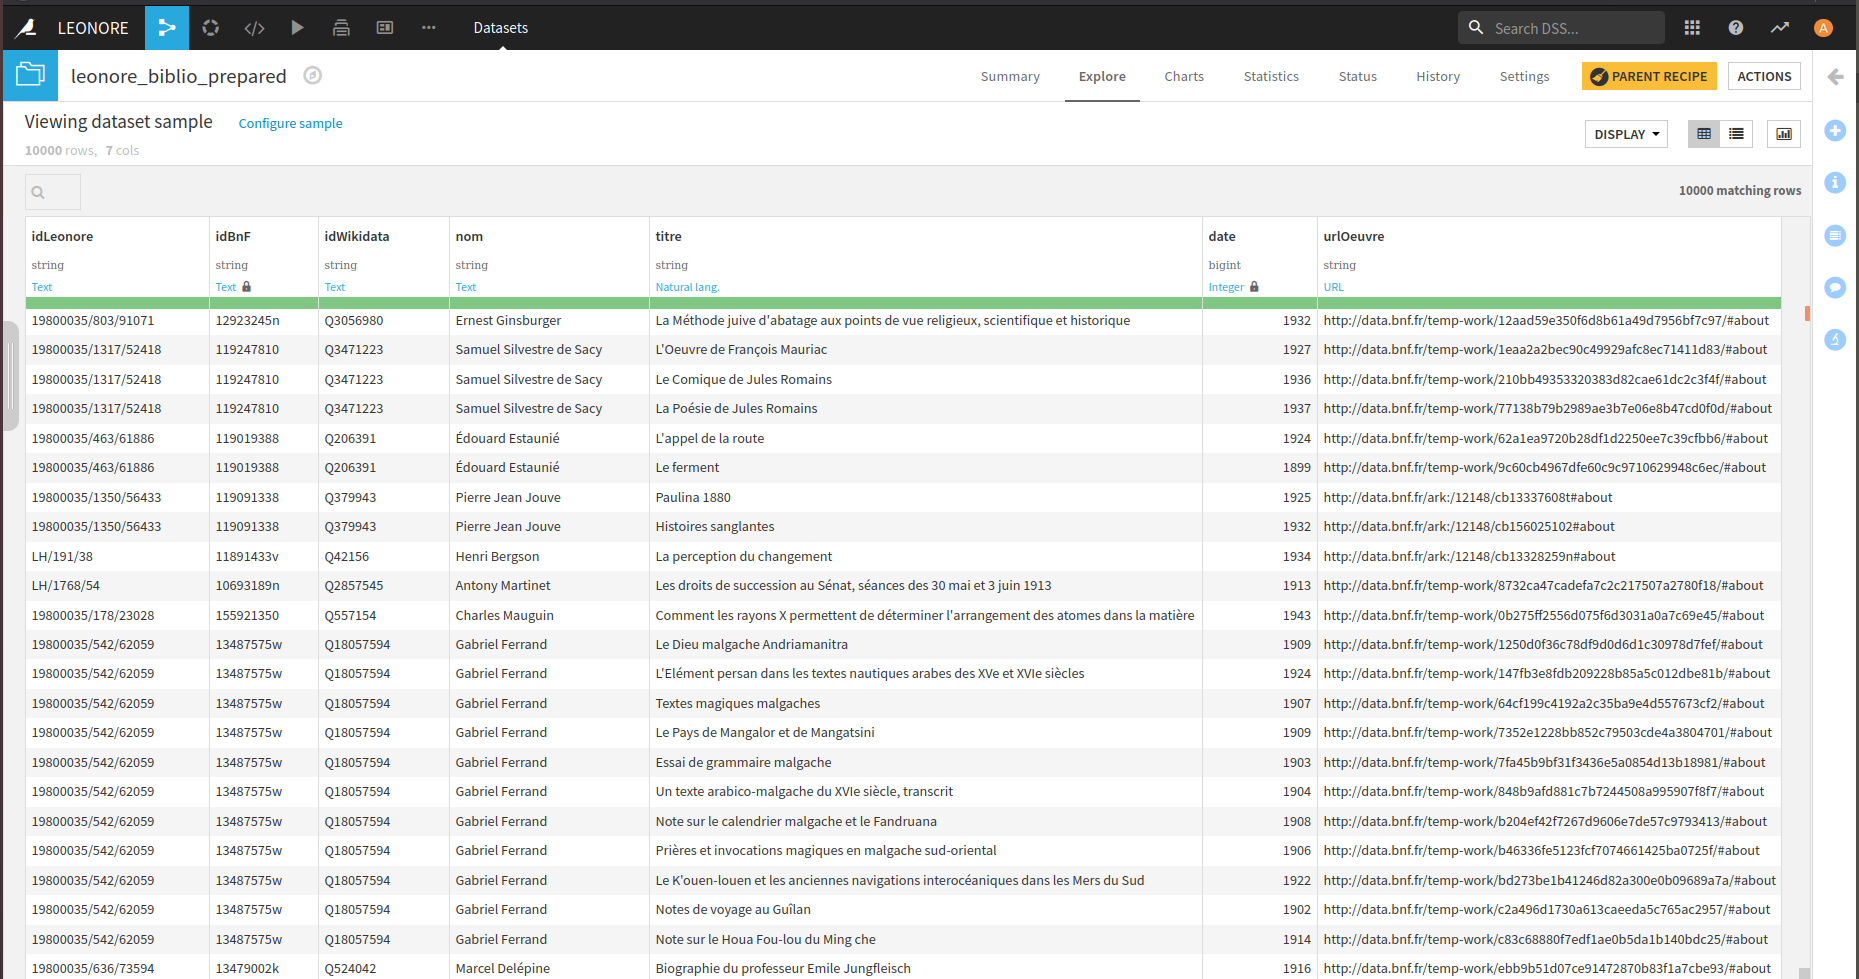 LEONORE Datasets Search DSS... A
leonore_biblio_prepared Summary Explore Charts Statistics Status History Settings PARENT RECIPE ACTIONS
Viewing dataset sample Configure sample DISPLAY
10000 rows, 7 cols
10000 matching rows
idLeonore idBnF idWikidata nom titre date urlOeuvre
string string string string string bigint string
Text Text Text Text Natural lang. Integer URL
19800035/803/91071 12923245n Q3056980 Ernest Ginsburger La Méthode juive d'abatage aux points de vue religieux, scientifique et historique 1932 http://data.bnf.fr/temp-work/12aad59e350f6d8b61a49d7956bf7c97/#about
19800035/1317/52418 119247810 Q3471223 Samuel Silvestre de Sacy L'Oeuvre de François Mauriac 1927 http://data.bnf.fr/temp-work/1eaa2a2bec90c49929afc8ec71411d83/#about
19800035/1317/52418 119247810 Q3471223 Samuel Silvestre de Sacy Le Comique de Jules Romains 1936 http://data.bnf.fr/temp-work/210bb49353320383d82cae61dc2c3f4f/#about
19800035/1317/52418 119247810 Q3471223 Samuel Silvestre de Sacy La Poésie de Jules Romains 1937 http://data.bnf.fr/temp-work/77138b79b2989ae3b7e06e8b47cd0f0d/#about
19800035/463/61886 119019388 Q206391 Édouard Estaunié L'appel de la route 1924 http://data.bnf.fr/temp-work/62a1ea9720b28df1d2250ee7c39cfbb6/#about
19800035/463/61886 119019388 Q206391 Édouard Estaunié Le ferment 1899 http://data.bnf.fr/temp-work/9c60cb4967dfe60c9c9710629948c6ec/#about
19800035/1350/56433 119091338 Q379943 Pierre Jean Jouve Paulina 1880 1925 http://data.bnf.fr/ark:/12148/cb13337608t#about
19800035/1350/56433 119091338 Q379943 Pierre Jean Jouve Histoires sanglantes 1932 http://data.bnf.fr/ark:/12148/cb156025102#about
LH/191/38 11891433v Q42156 Henri Bergson La perception du changement 1934 http://data.bnf.fr/ark:/12148/cb13328259n#about
LH/1768/54 10693189n Q2857545 Antony Martinet Les droits de succession au Sénat, séances des 30 mai et 3 juin 1913 1913 http://data.bnf.fr/temp-work/8732ca47cadefa7c2c217507a2780f18/#about
19800035/178/23028 155921350 Q557154 Charles Mauguin Comment les rayons X permettent de déterminer l'arrangement des atomes dans la matière 1943 http://data.bnf.fr/temp-work/0b275ff2556d075f6d3031a0a7c69e45/#about
19800035/542/62059 13487575w Q18057594 Gabriel Ferrand Le Dieu malgache Andriamanitra 1909 http://data.bnf.fr/temp-work/1250d0f36c78df9d0d6d1c30978d7fef/#about
19800035/542/62059 13487575w Q18057594 Gabriel Ferrand L'Elément persan dans les textes nautiques arabes des XVe et XVIe siècles 1924 http://data.bnf.fr/temp-work/147fb3e8fdb209228b85a5c012dbe81b/#about
19800035/542/62059 13487575w Q18057594 Gabriel Ferrand Textes magiques malgaches 1907 http://data.bnf.fr/temp-work/64cf199c4192a2c35ba9e4d557673cf2/#about
19800035/542/62059 13487575w Q18057594 Gabriel Ferrand Le Pays de Mangalor et de Mangatsini 1909 http://data.bnf.fr/temp-work/7352e1228bb852c79503cde4a3804701/#about
19800035/542/62059 13487575w Q18057594 Gabriel Ferrand Essai de grammaire malgache 1903 http://data.bnf.fr/temp-work/7fa45b9bf31f3436e5a0854d13b18981/#about
19800035/542/62059 13487575w Q18057594 Gabriel Ferrand Un texte arabico-malgache du XVIe siècle, transcrit 1904 http://data.bnf.fr/temp-work/848b9afd881c7b7244508a995907f8f7/#about
19800035/542/62059 13487575w Q18057594 Gabriel Ferrand Note sur le calendrier malgache et le Fandruana 1908 http://data.bnf.fr/temp-work/b204ef42f7267d9606e7de57c9793413/#about
19800035/542/62059 13487575w Q18057594 Gabriel Ferrand Prières et invocations magiques en malgache sud-oriental 1906 http://data.bnf.fr/temp-work/b46336fe5123fcf7074661425ba0725f/#about
19800035/542/62059 13487575w Q18057594 Gabriel Ferrand Le K'ouen-louen et les anciennes navigations interocéaniques dans les Mers du Sud 1922 http://data.bnf.fr/temp-work/bd273be1b41246d82a300e0b09689a7a/#about
19800035/542/62059 13487575w Q18057594 Gabriel Ferrand Notes de voyage au Guîlan 1902 http://data.bnf.fr/temp-work/c2a496d1730a613caeeda5c765ac2957/#about
19800035/542/62059 13487575w Q18057594 Gabriel Ferrand Note sur le Houa Fou-lou du Ming che 1914 http://data.bnf.fr/temp-work/c83c68880f7edf1ae0b5da1b140bdc25/#about
19800035/636/73594 13479002k Q524042 Marcel Delépine Biographie du professeur Emile Jungfleisch 1916 http://data.bnf.fr/temp-work/ebb9b51d07ce91472870b83f1a7cbe93/#about